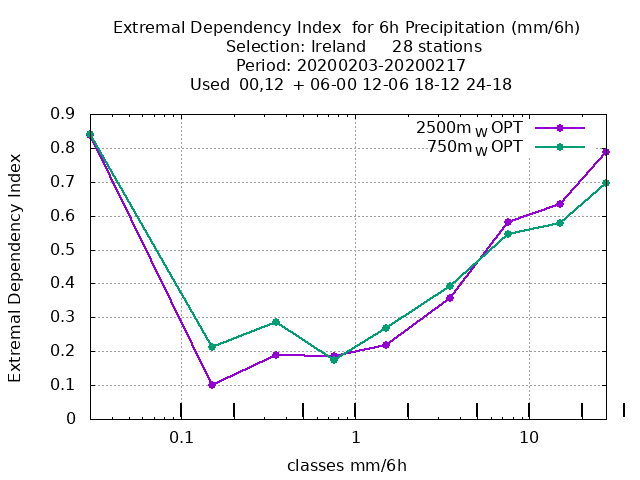 Extremal Dependency Index  for 6h Precipitation (mm/6h)
Selection: Ireland     28 stations
Period: 20200203-20200217
Used  00,12  + 06-00 12-06 18-12 24-18
2500m W OPT
750m W OPT
Extremal Dependency Index
0.9
0.8
0.7
0.6
0.5
0.4
0.3
0.2
0.1
0
0.1 1 10
classes mm/6h